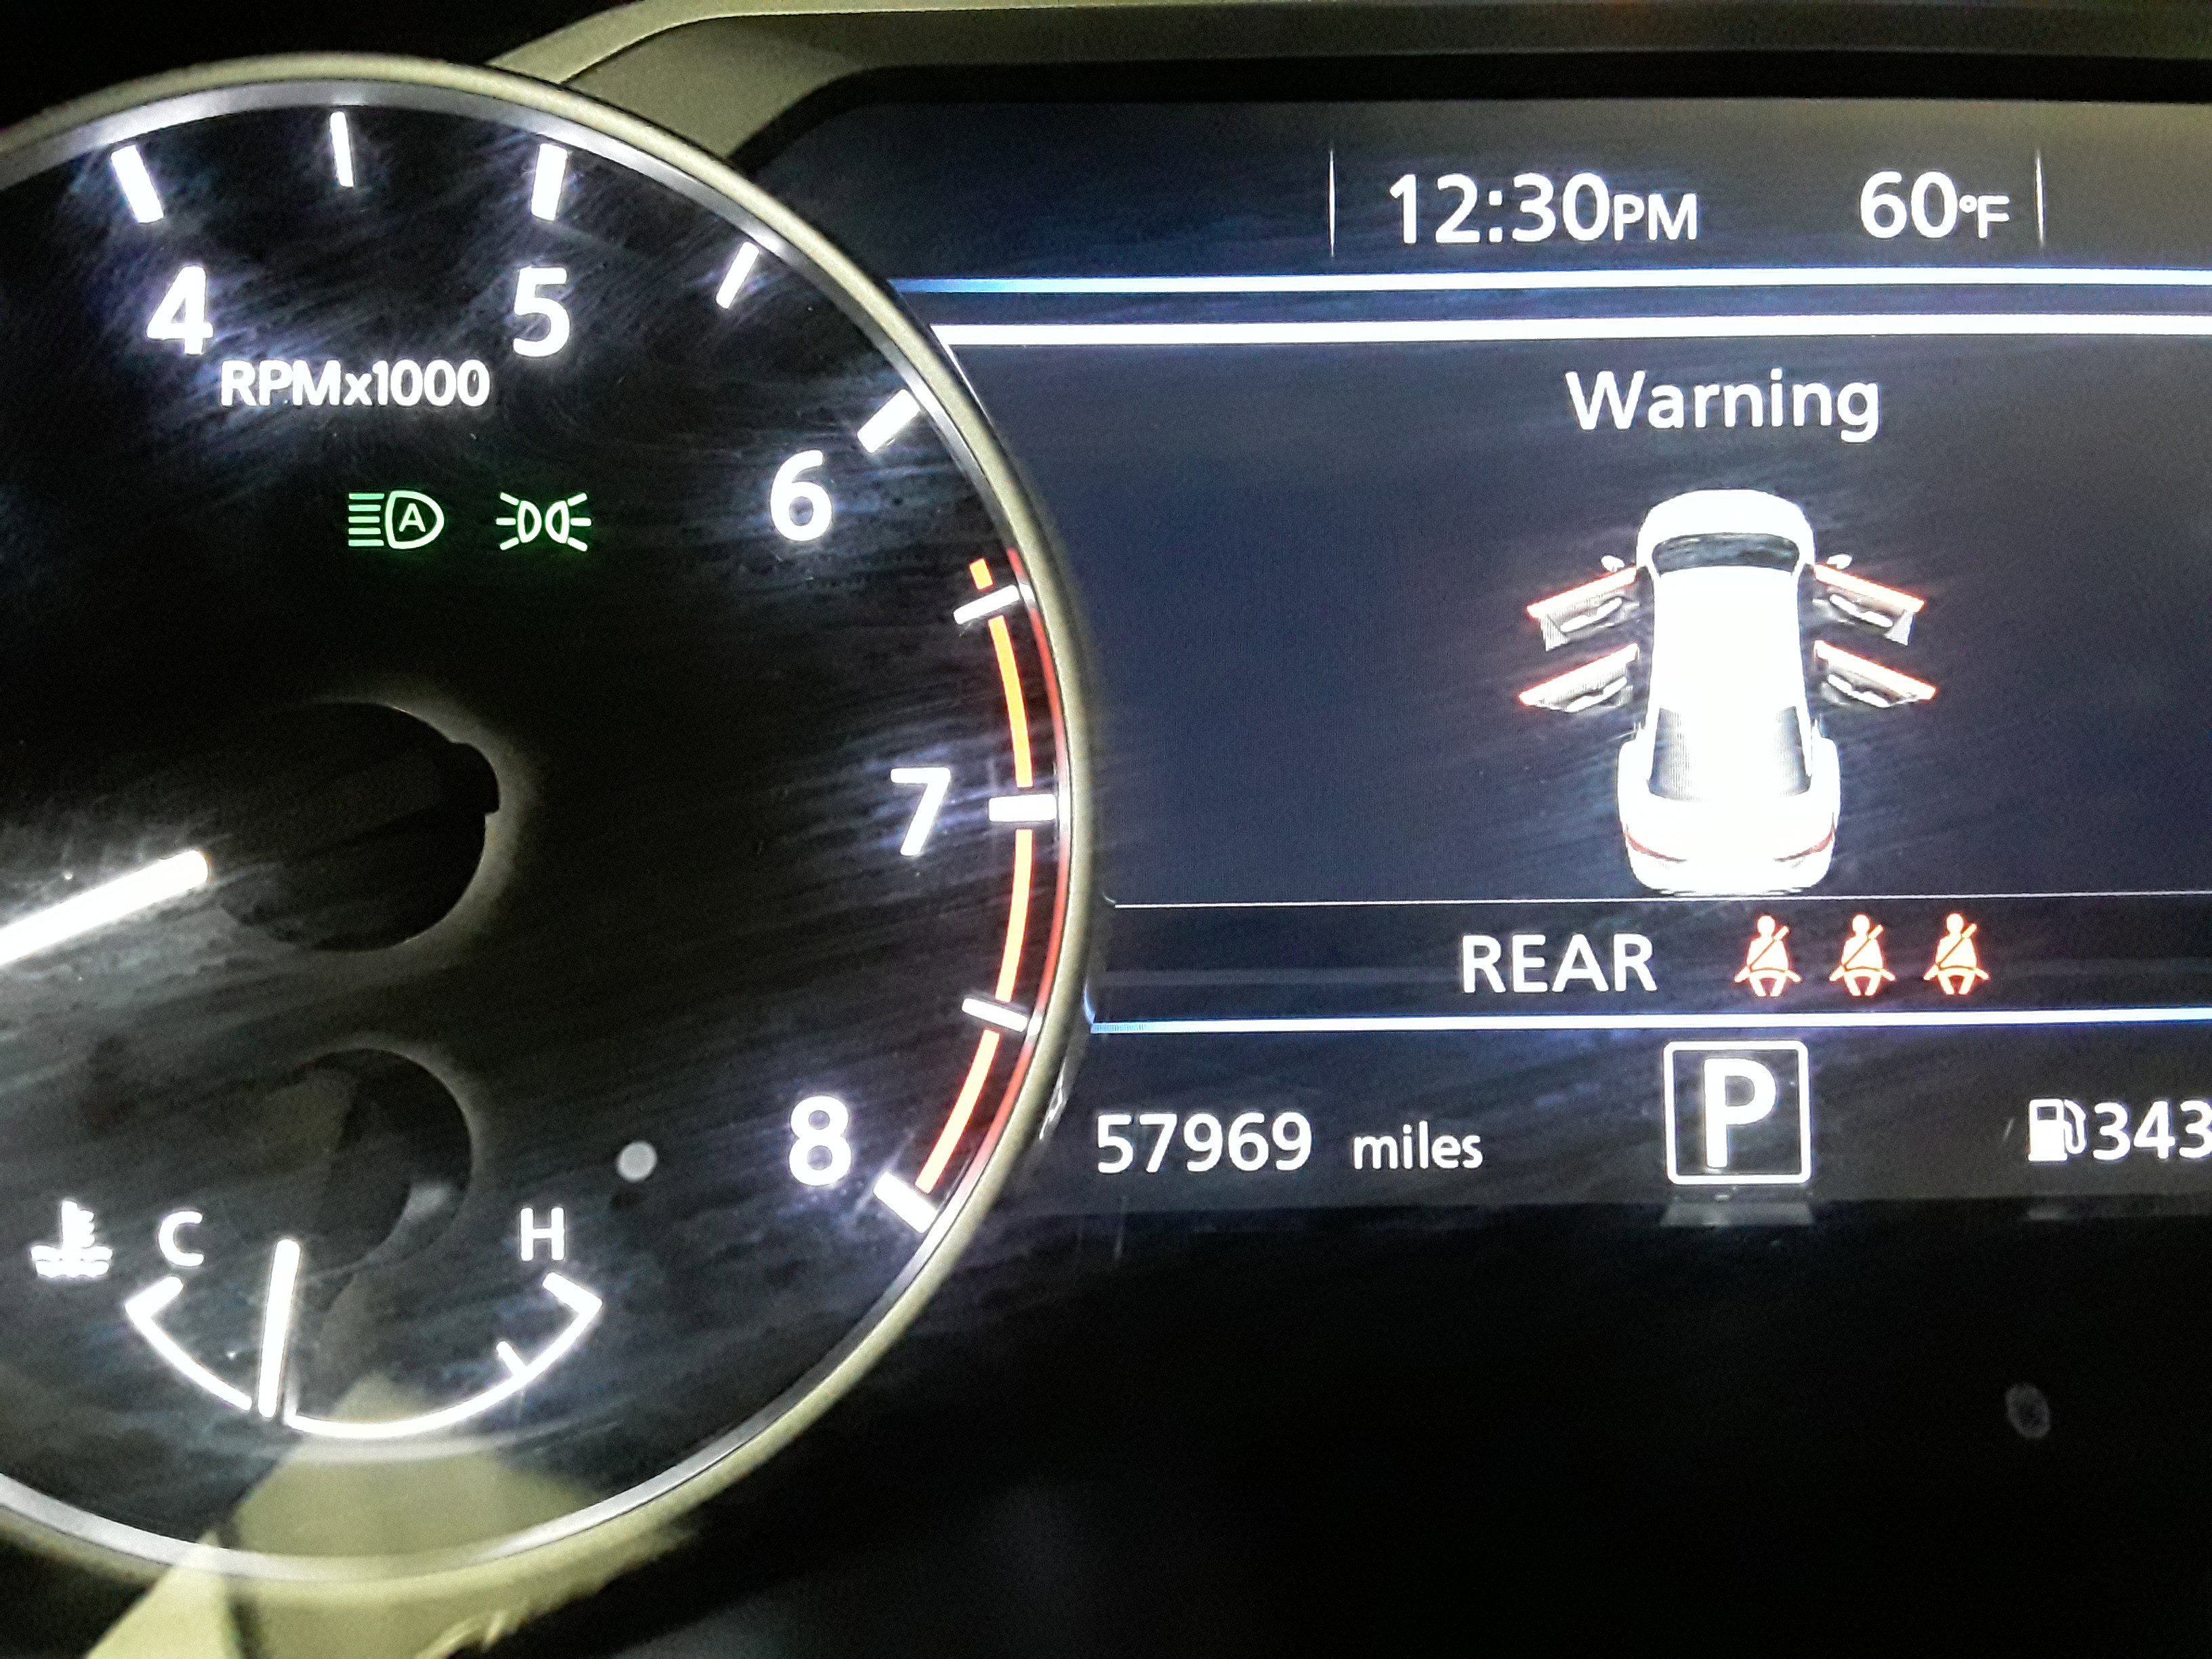 12:30PM 60°F
4 5
RPMx1000
A
6
Warning
7
REAR
8
57969 miles P 343
C H